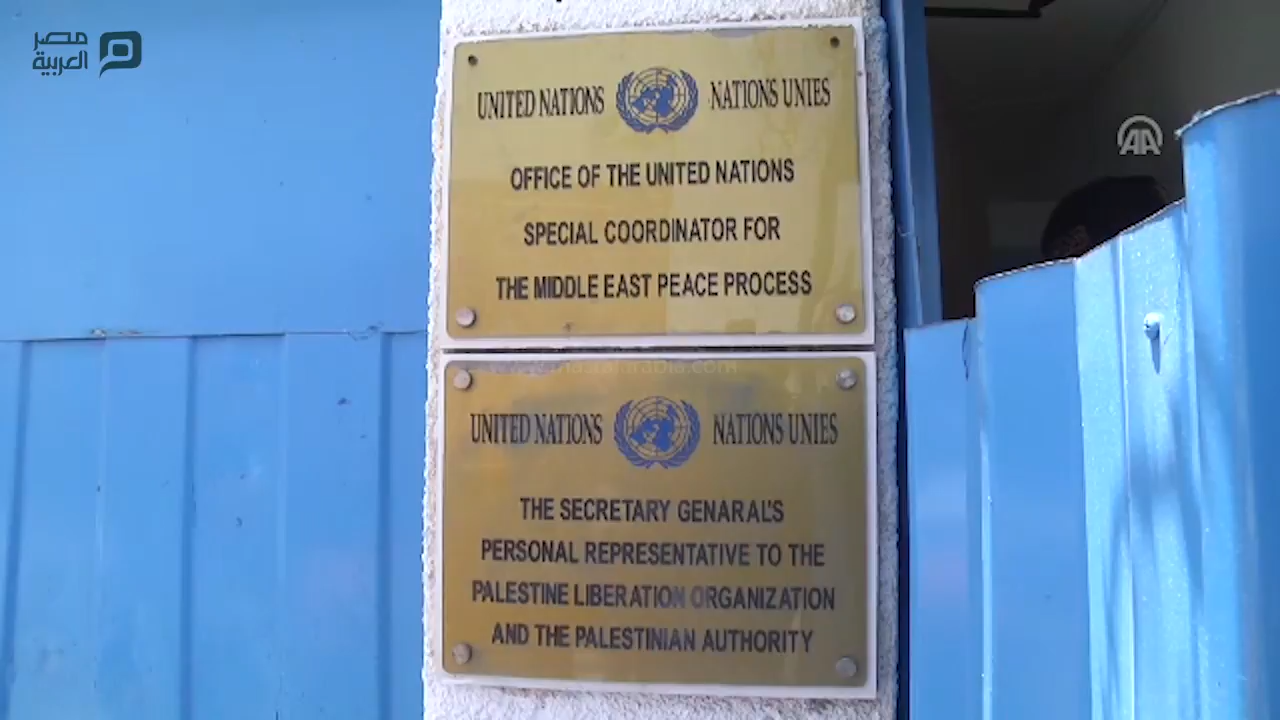 مصر
العربية
AA
UNITED NATIONS NATIONS UNIES
OFFICE OF THE UNITED NATIONS
SPECIAL COORDINATOR FOR
THE MIDDLE EAST PEACE PROCESS
masralarabia.com
UNITED NATIONS NATIONS UNIES
THE SECRETARY GENARAL'S
PERSONAL REPRESENTATIVE TO THE
PALESTINE LIBERATION ORGANIZATION
AND THE PALESTINIAN AUTHORITY